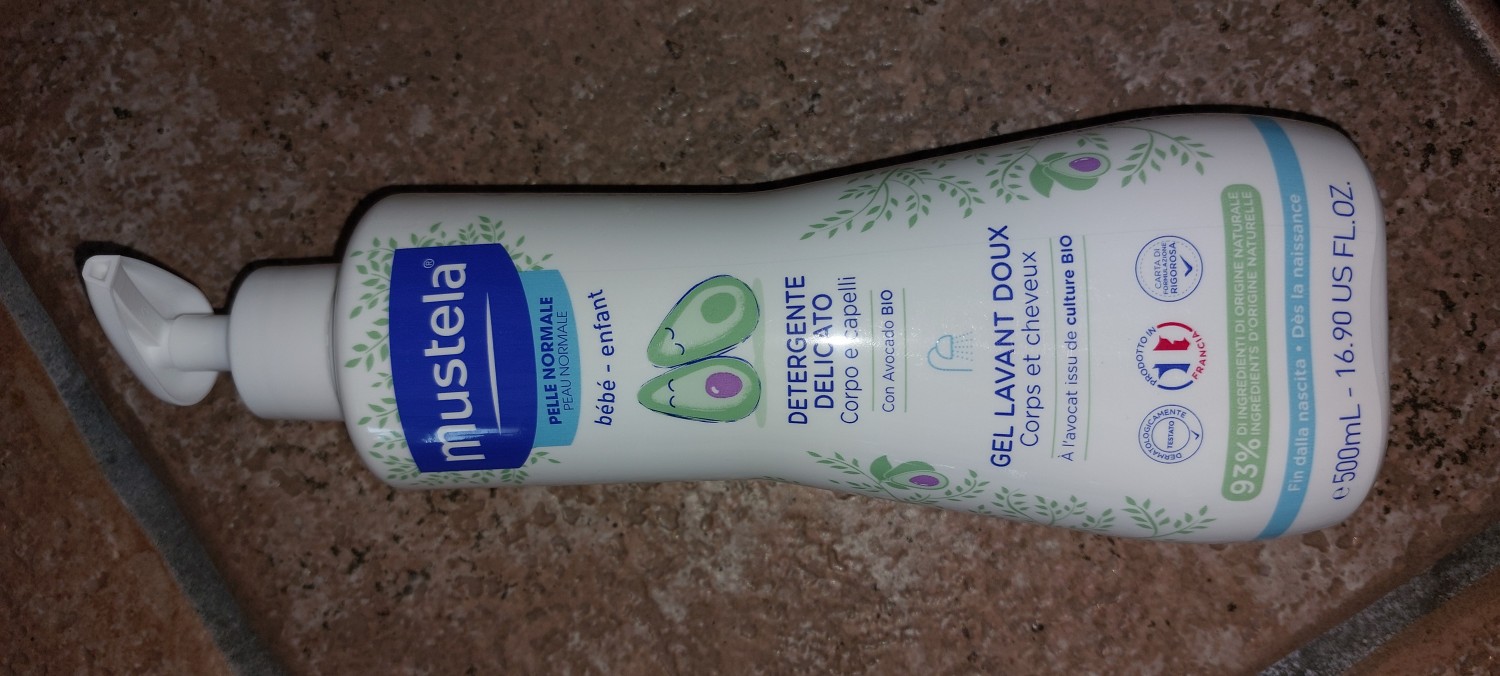 mustela®
PELLE NORMALE
PEAU NORMALE
bébé - enfant
DETERGENTE
DELICATO
Corpo e capelli
Con Avocado BIO
GEL LAVANT DOUX
Corps et cheveux
À l'avocat issu de culture BIO
DERMATOLOGICAMENTE
TESTATO
PRODOTTO IN
FRANCIA
CARTA DI
FORMULAZIONE
RIGOROSA
93% DI INGREDIENTI DI ORIGINE NATURALE
INGRÉDIENTS D'ORIGINE NATURELLE
Fin dalla nascita • Dès la naissance
℮500mL - 16.90 US FL.OZ.